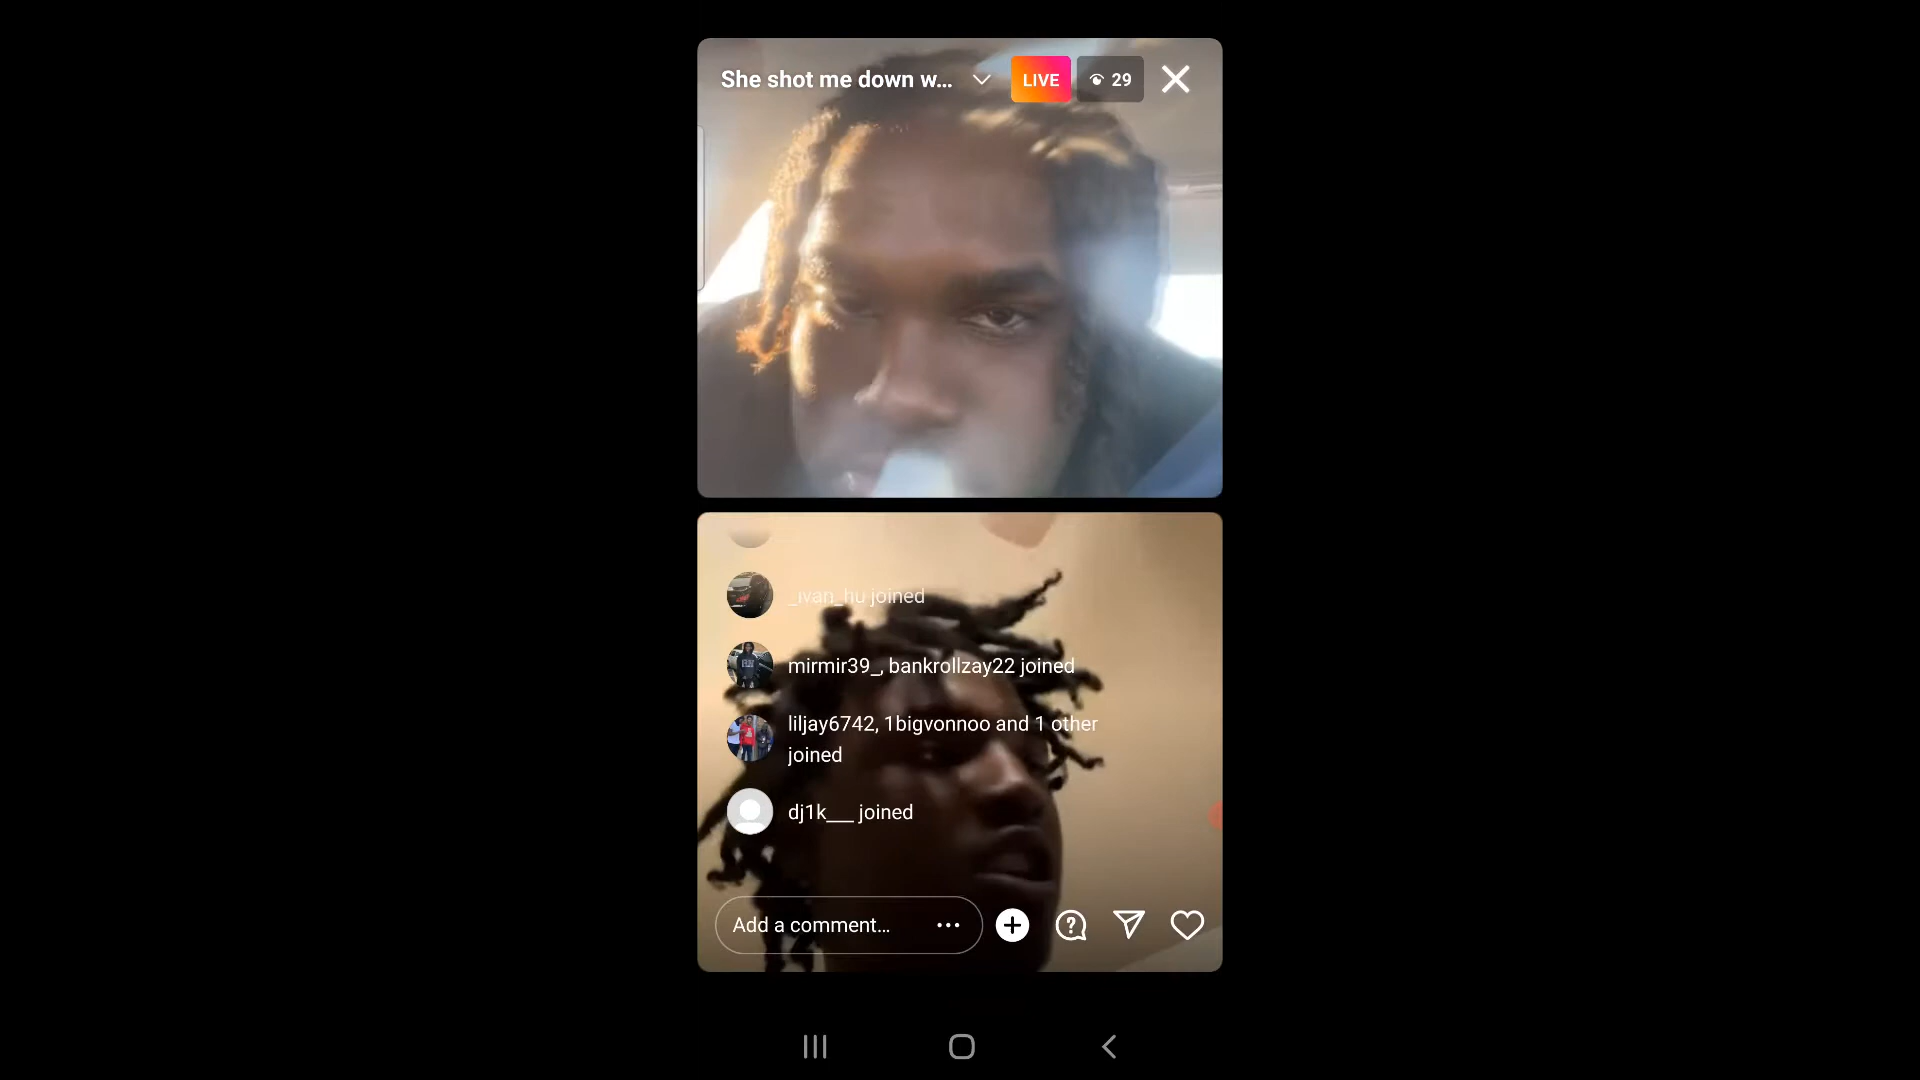 She shot me down w...
LIVE
29
_ivan_hu joined
mirmir39_, bankrollzay22 joined
liljay6742, 1bigvonnoo and 1 other
joined
dj1k___ joined
Add a comment...